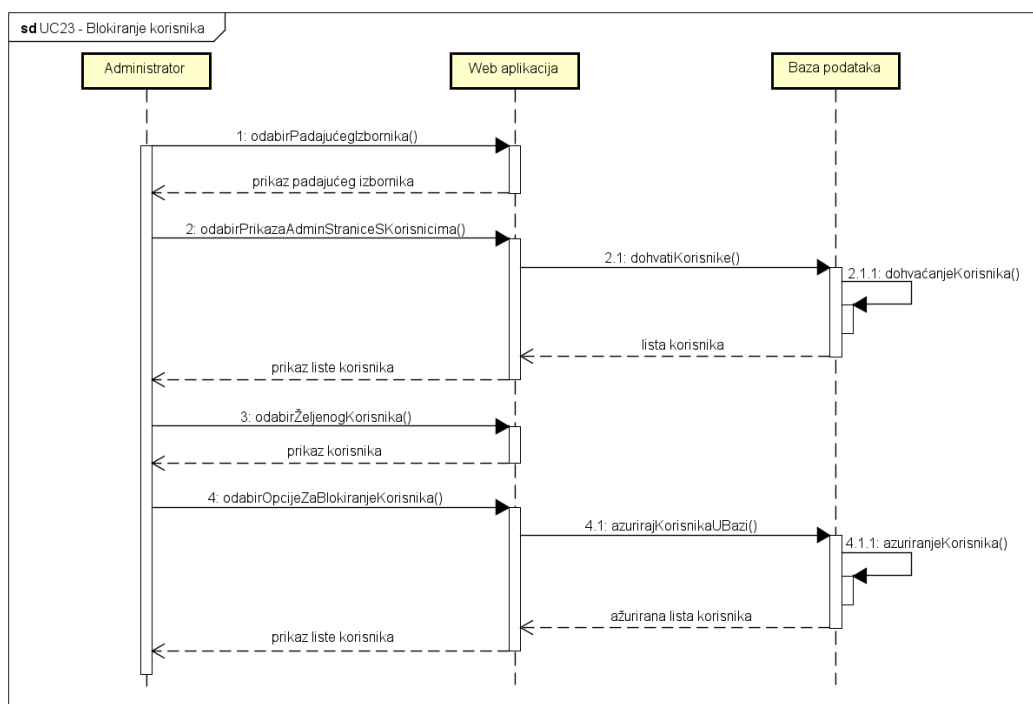 sd UC23 - Blokiranje korisnika
Administrator
Web aplikacija
Baza podataka
1: odabirPadajućegIzbornika()
prikaz padajućeg izbornika
2: odabirPrikazaAdminStraniceSKorisnicima()
2.1: dohvatiKorisnike()
2.1.1: dohvaćanjeKorisnika()
lista korisnika
prikaz liste korisnika
3: odabirŽeljenogKorisnika()
prikaz korisnika
4: odabirOpcijeZaBlokiranjeKorisnika()
4.1: azurirajKorisnikaUBazi()
4.1.1: azuriranjeKorisnika()
ažurirana lista korisnika
prikaz liste korisnika